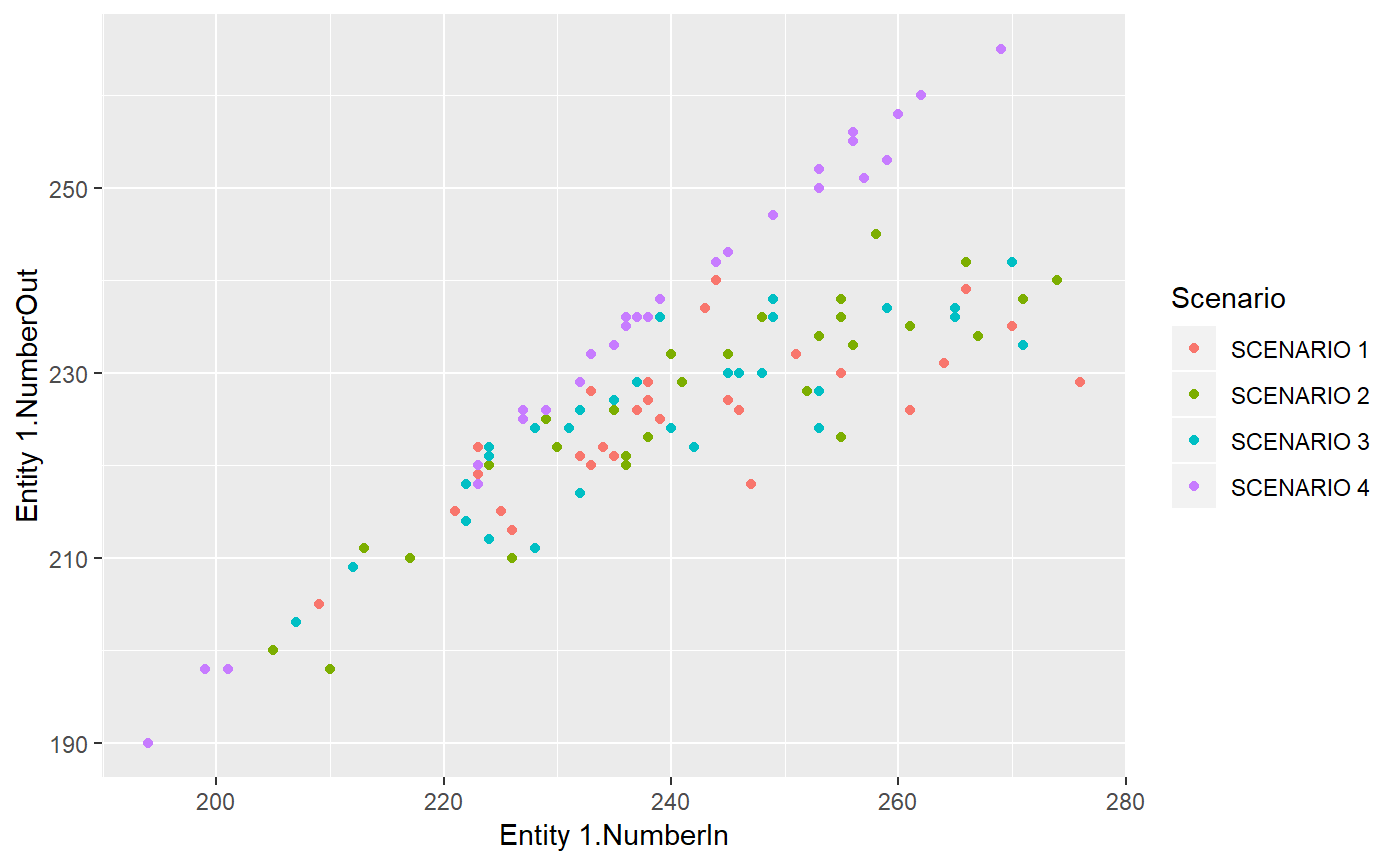 250
230
210
190
Entity 1.NumberOut
200 220 240 260 280
Entity 1.NumberIn
Scenario
SCENARIO 1
SCENARIO 2
SCENARIO 3
SCENARIO 4